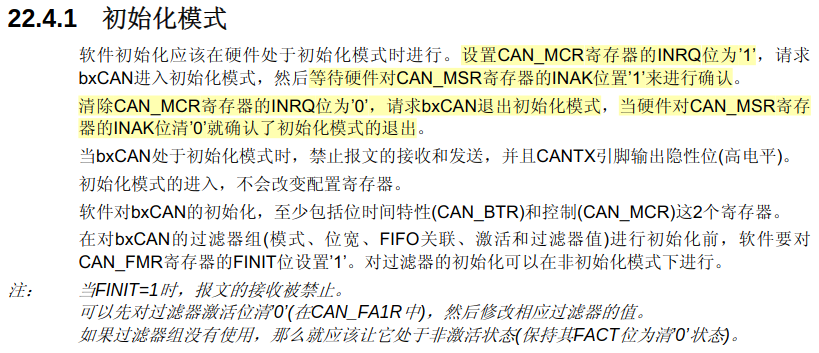 22.4.1 初始化模式
软件初始化应该在硬件处于初始化模式时进行。设置CAN_MCR寄存器的INRQ位为’1’，请求
bxCAN进入初始化模式，然后等待硬件对CAN_MSR寄存器的INAK位置’1’来进行确认。
清除CAN_MCR寄存器的INRQ位为’0’，请求bxCAN退出初始化模式，当硬件对CAN_MSR寄存
器的INAK位清’0’就确认了初始化模式的退出。
当bxCAN处于初始化模式时，禁止报文的接收和发送，并且CANTX引脚输出隐性位(高电平)。
初始化模式的进入，不会改变配置寄存器。
软件对bxCAN的初始化，至少包括位时间特性(CAN_BTR)和控制(CAN_MCR)这2个寄存器。
在对bxCAN的过滤器组(模式、位宽、FIFO关联、激活和过滤器值)进行初始化前，软件要对
CAN_FMR寄存器的FINIT位设置’1’。对过滤器的初始化可以在非初始化模式下进行。
注： 当FINIT=1时，报文的接收被禁止。
可以先对过滤器激活位清’0’(在CAN_FA1R中)，然后修改相应过滤器的值。
如果过滤器组没有使用，那么就应该让它处于非激活状态(保持其FACT位为清’0’状态)。